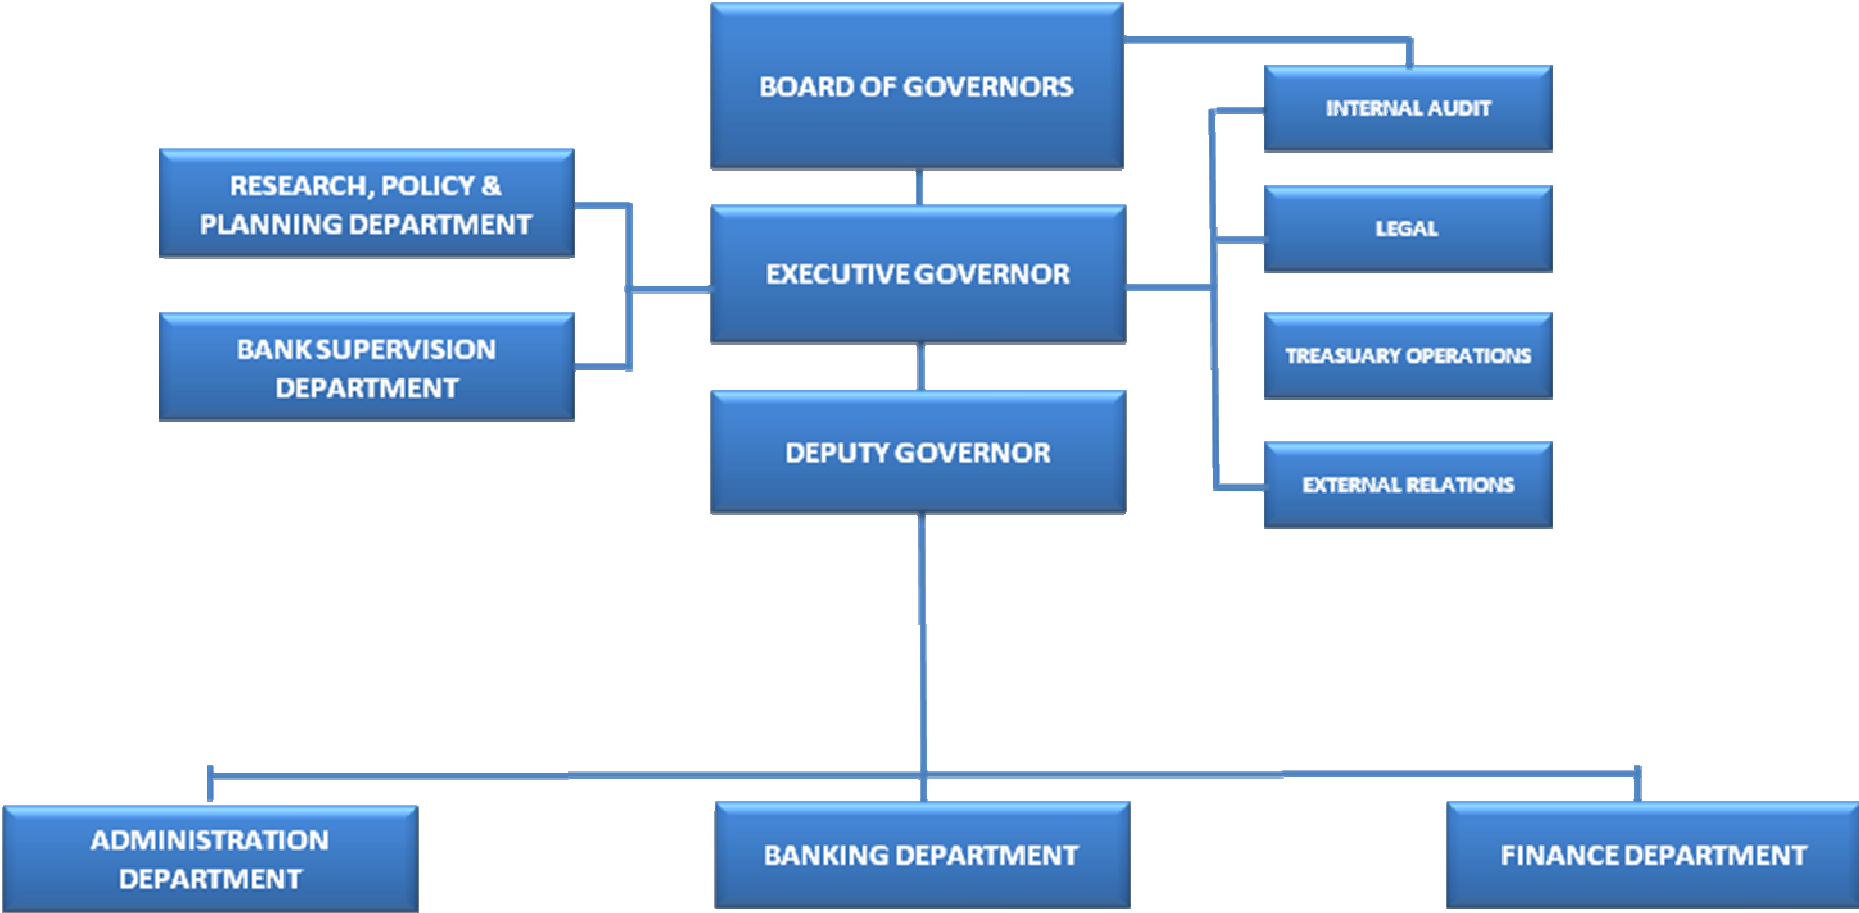 BOARD OF GOVERNORS
INTERNAL AUDIT
RESEARCH, POLICY &
PLANNING DEPARTMENT
LEGAL
EXECUTIVE GOVERNOR
BANK SUPERVISION
DEPARTMENT
TREASUARY OPERATIONS
DEPUTY GOVERNOR
EXTERNAL RELATIONS
ADMINISTRATION
DEPARTMENT
BANKING DEPARTMENT
FINANCE DEPARTMENT